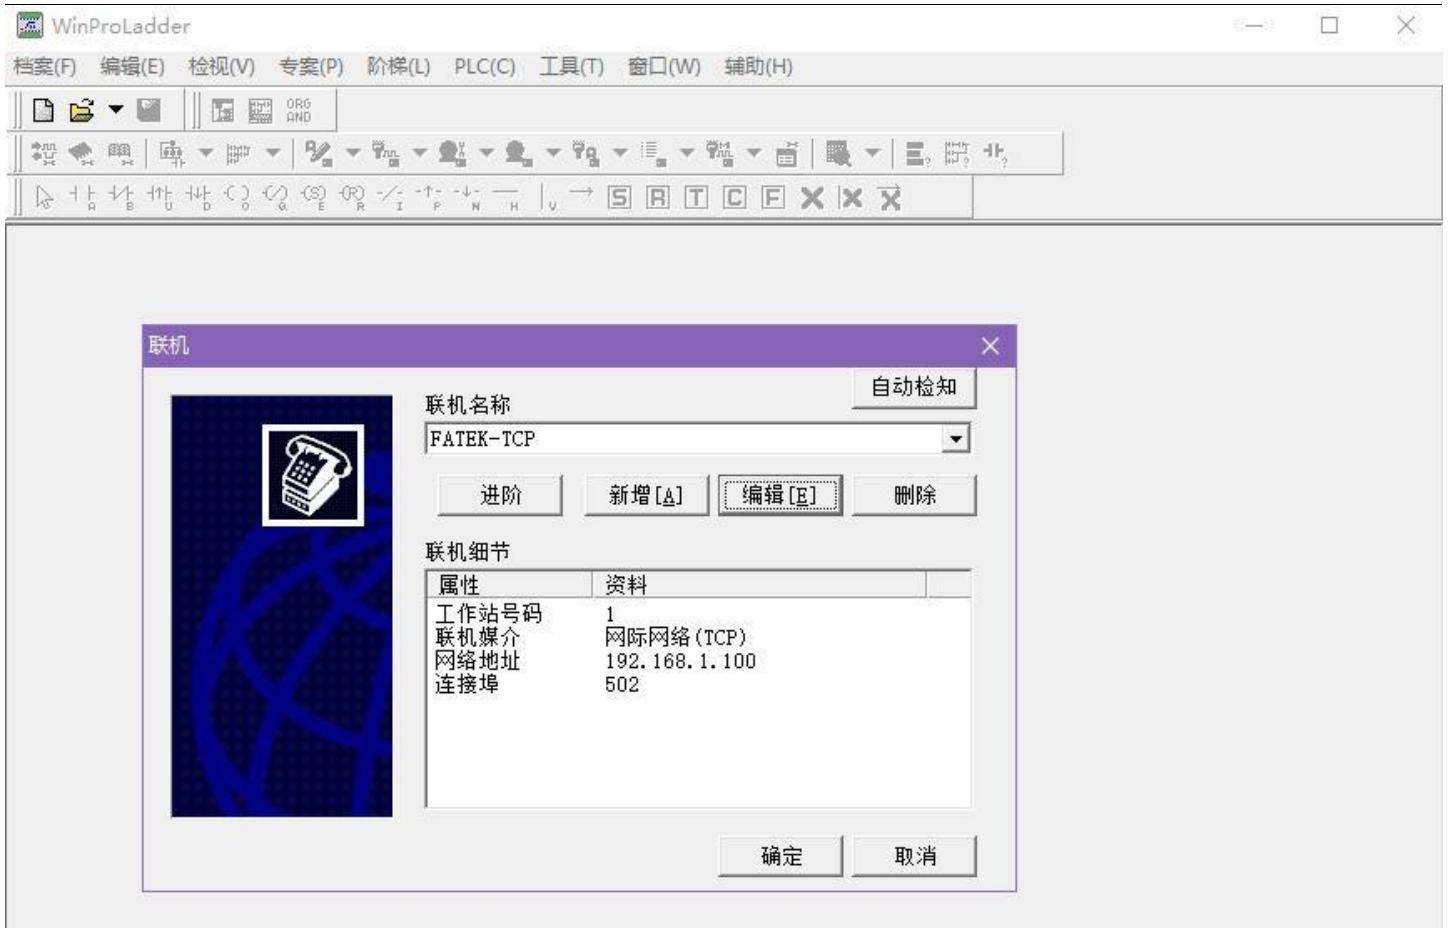 WinProLadder
档案(F) 编辑(E) 检视(V) 专案(P) 阶梯(L) PLC(C) 工具(T) 窗口(W) 辅助(H)
ORG
AND
A B U D O Q E R I P N H V S R T C F
联机
自动检知
联机名称
FATEK-TCP
进阶 新增[A] 编辑[E] 删除
联机细节
属性 资料
工作站号码 1
联机媒介 网际网络(TCP)
网络地址 192.168.1.100
连接埠 502
确定 取消